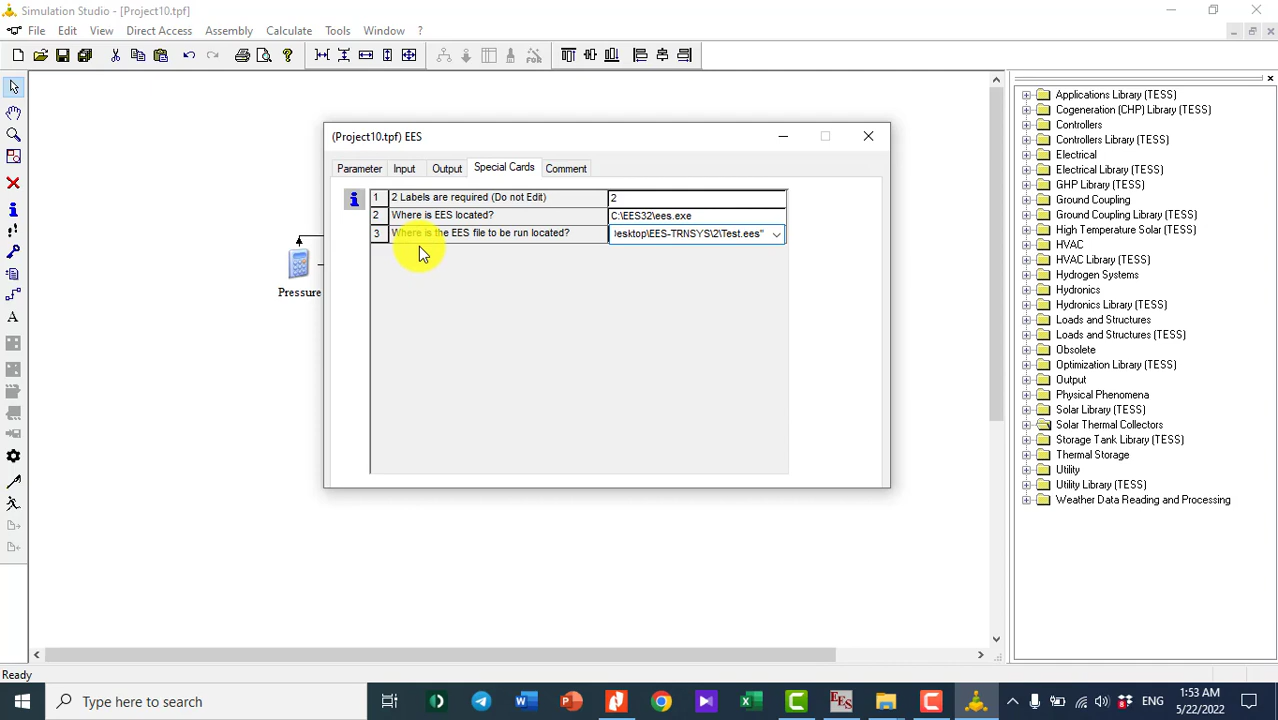 Simulation Studio - [Project10.tpf]
File Edit View Direct Access Assembly Calculate Tools Window ?
(Project10.tpf) EES
Parameter Input Output Special Cards Comment
1 2 Labels are required (Do not Edit) 2
2 Where is EES located? C:\EES32\ees.exe
3 Where is the EES file to be run located? Desktop\EES-TRNSYS\2\Test.ees"
Pressure
Applications Library (TESS)
Cogeneration (CHP) Library (TESS)
Controllers
Controllers Library (TESS)
Electrical
Electrical Library (TESS)
GHP Library (TESS)
Ground Coupling
Ground Coupling Library (TESS)
High Temperature Solar (TESS)
HVAC
HVAC Library (TESS)
Hydrogen Systems
Hydronics
Hydronics Library (TESS)
Loads and Structures
Loads and Structures (TESS)
Obsolete
Optimization Library (TESS)
Output
Physical Phenomena
Solar Library (TESS)
Solar Thermal Collectors
Storage Tank Library (TESS)
Thermal Storage
Utility
Utility Library (TESS)
Weather Data Reading and Processing
Ready
Type here to search
ENG
1:53 AM
5/22/2022